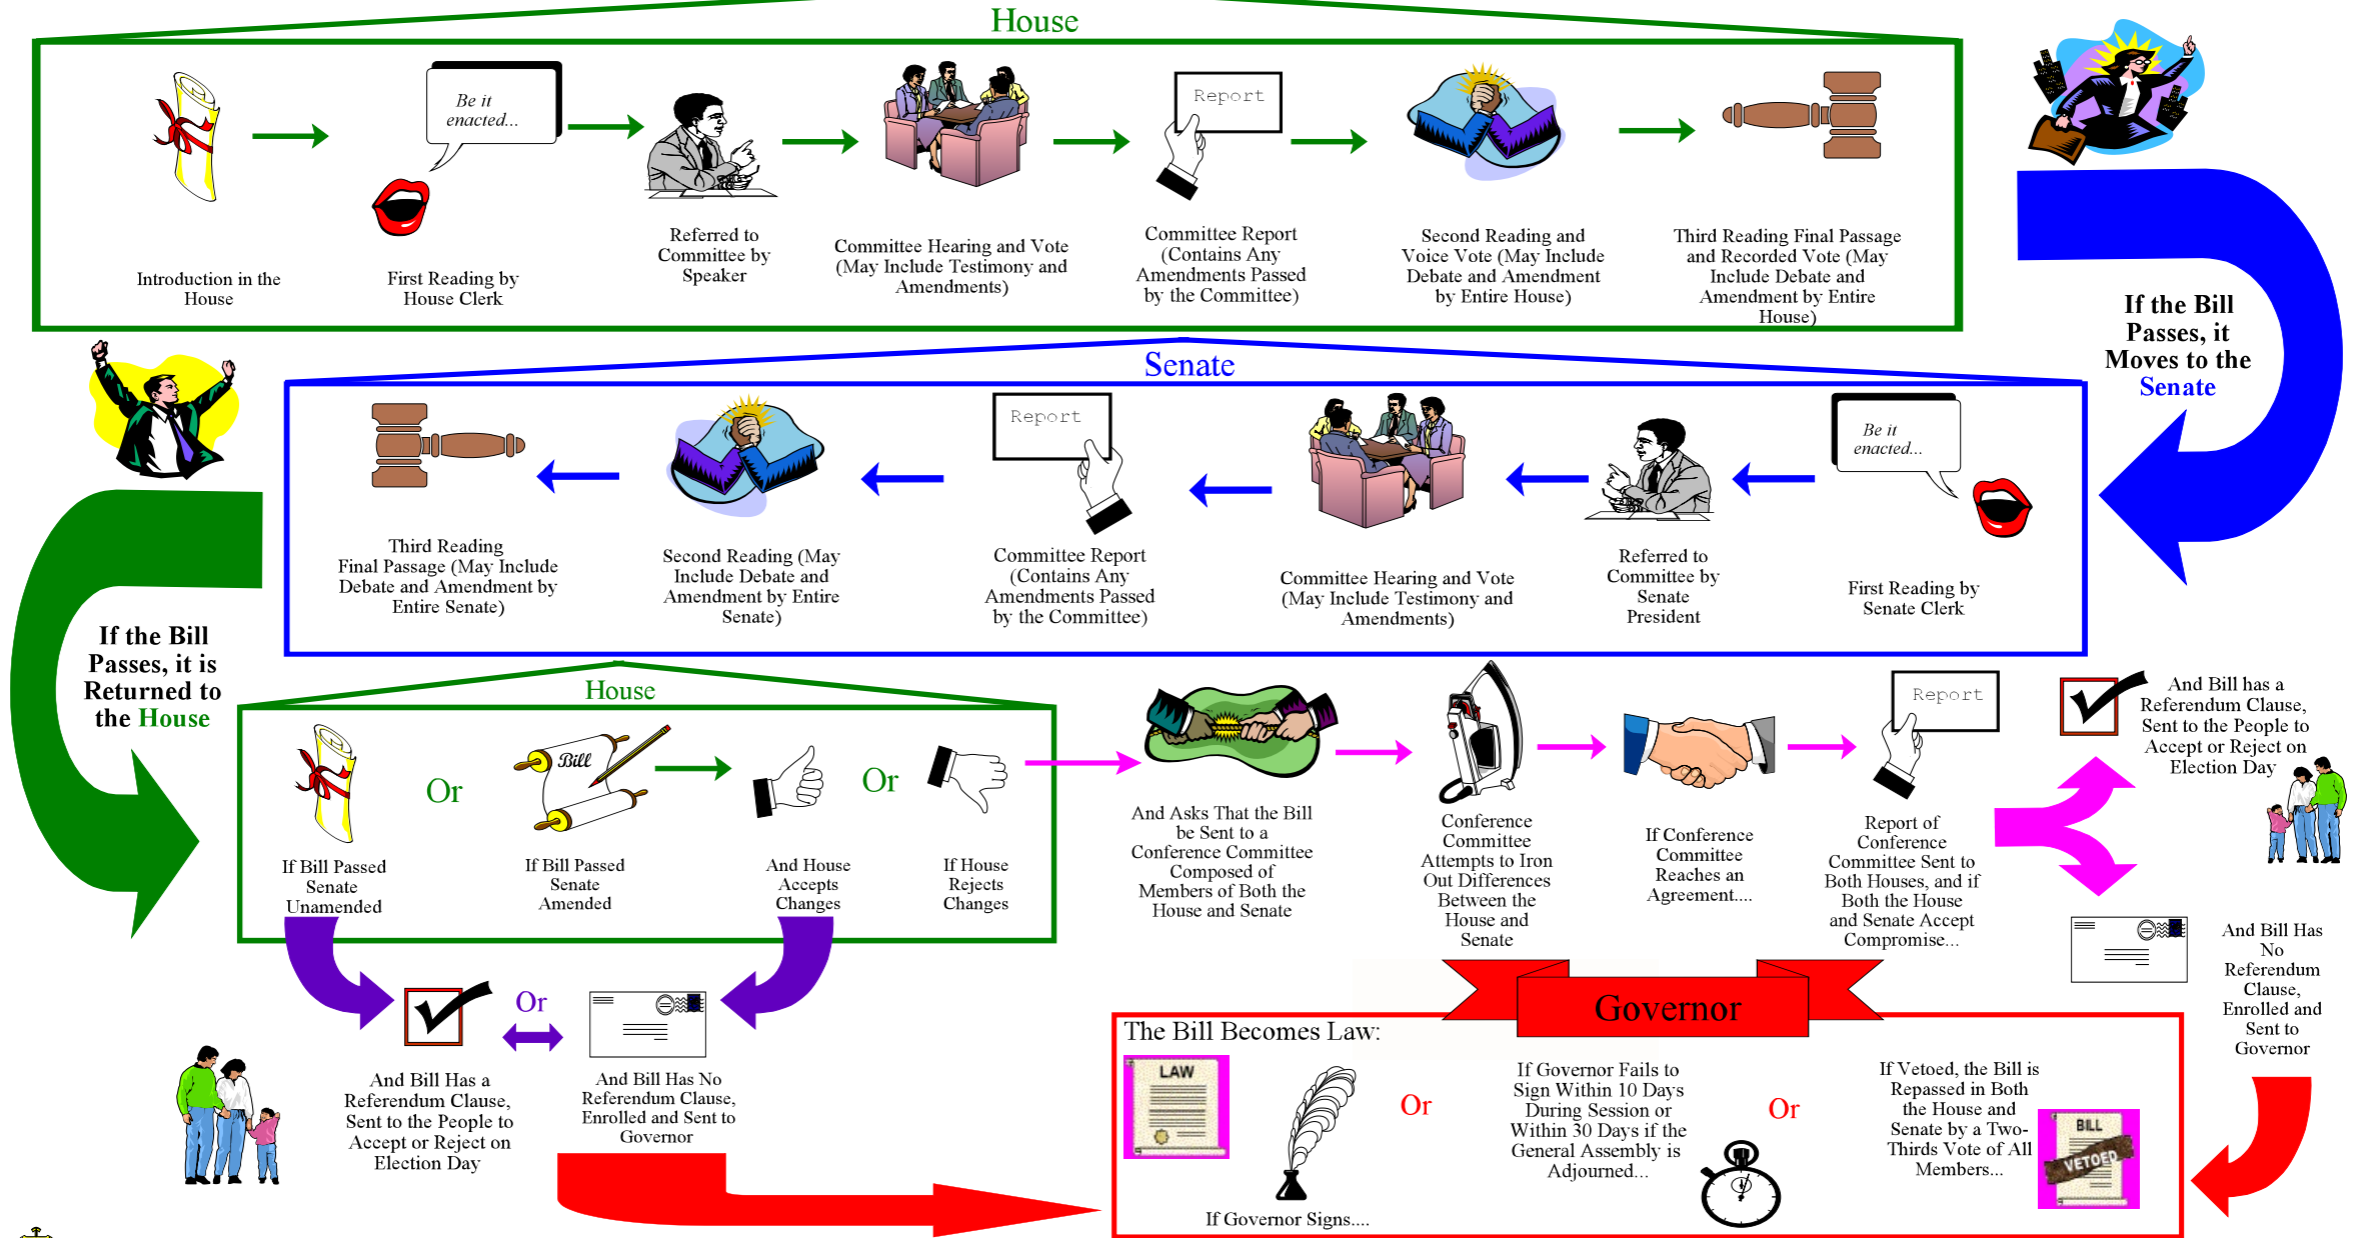 House
Be it
enacted...
Report
Introduction in the
House
First Reading by
House Clerk
Referred to
Committee by
Speaker
Committee Hearing and Vote
(May Include Testimony and
Amendments)
Committee Report
(Contains Any
Amendments Passed
by the Committee)
Second Reading and
Voice Vote (May Include
Debate and Amendment
by Entire House)
Third Reading Final Passage
and Recorded Vote (May
Include Debate and
Amendment by Entire
House)
If the Bill
Passes, it
Moves to the
Senate
Senate
Report
Be it
enacted...
Third Reading
Final Passage (May Include
Debate and Amendment by
Entire Senate)
Second Reading (May
Include Debate and
Amendment by Entire
Senate)
Committee Report
(Contains Any
Amendments Passed
by the Committee)
Committee Hearing and Vote
(May Include Testimony and
Amendments)
Referred to
Committee by
Senate
President
First Reading by
Senate Clerk
If the Bill
Passes, it is
Returned to
the House
House
Bill
Or
Or
If Bill Passed
Senate
Unamended
If Bill Passed
Senate
Amended
And House
Accepts
Changes
If House
Rejects
Changes
And Asks That the Bill
be Sent to a
Conference Committee
Composed of
Members of Both the
House and Senate
Conference
Committee
Attempts to Iron
Out Differences
Between the
House and
Senate
If Conference
Committee
Reaches an
Agreement....
Report
Report of
Conference
Committee Sent to
Both Houses, and if
Both the House
and Senate Accept
Compromise...
And Bill has a
Referendum Clause,
Sent to the People to
Accept or Reject on
Election Day
And Bill Has
No
Referendum
Clause,
Enrolled and
Sent to
Governor
Or
And Bill Has a
Referendum Clause,
Sent to the People to
Accept or Reject on
Election Day
And Bill Has No
Referendum Clause,
Enrolled and Sent to
Governor
Governor
The Bill Becomes Law:
LAW
If Governor Signs....
Or
If Governor Fails to
Sign Within 10 Days
During Session or
Within 30 Days if the
General Assembly is
Adjourned...
Or
If Vetoed, the Bill is
Repassed in Both
the House and
Senate by a Two-
Thirds Vote of All
Members...
BILL
VETOED